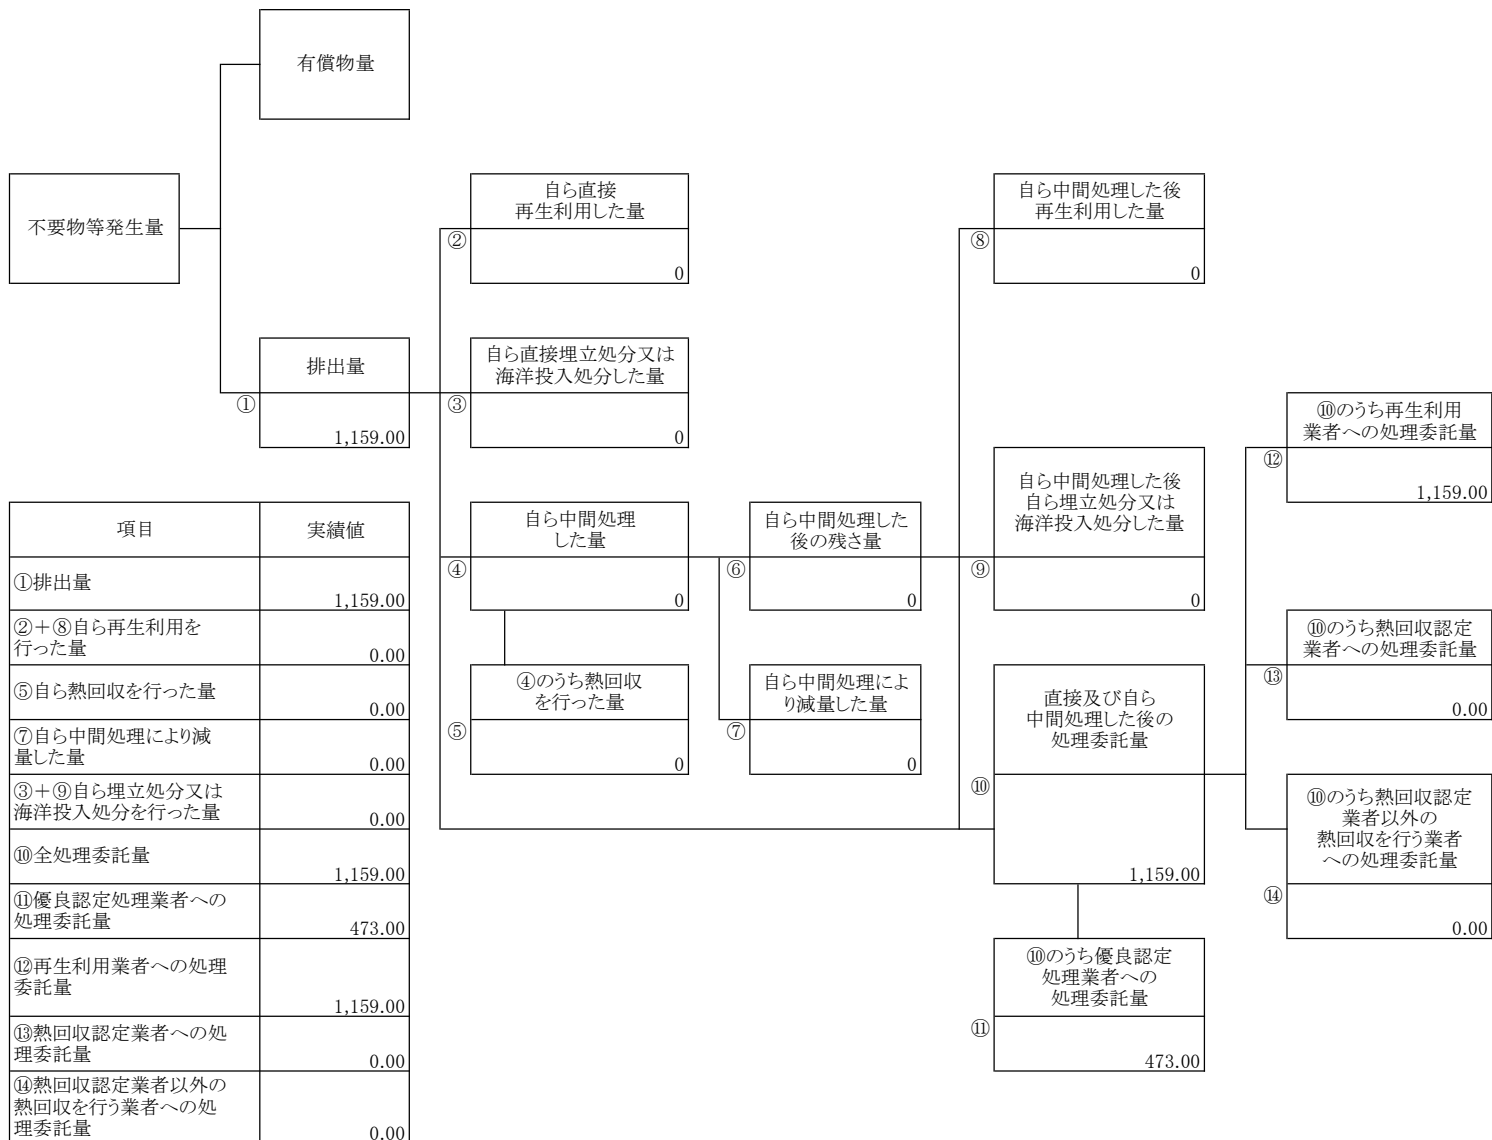 有償物量
不要物等発生量
自ら直接
再生利用した量
②
0
自ら中間処理した後
再生利用した量
⑧
0
排出量
①
1,159.00
自ら直接埋立処分又は
海洋投入処分した量
③
0
⑩のうち再生利用
業者への処理委託量
⑫
1,159.00
自ら中間処理
した量
④
0
自ら中間処理した
後の残さ量
⑥
0
自ら中間処理した後
自ら埋立処分又は
海洋投入処分した量
⑨
0
⑩のうち熱回収認定
業者への処理委託量
⑬
0.00
④のうち熱回収
を行った量
⑤
0
自ら中間処理によ
り減量した量
⑦
0
直接及び自ら
中間処理した後の
処理委託量
⑩
1,159.00
⑩のうち熱回収認定
業者以外の
熱回収を行う業者
への処理委託量
⑭
0.00
⑩のうち優良認定
処理業者への
処理委託量
⑪
473.00
項目
実績値
①排出量
1,159.00
②+⑧自ら再生利用を
行った量
0.00
⑤自ら熱回収を行った量
0.00
⑦自ら中間処理により減
量した量
0.00
③+⑨自ら埋立処分又は
海洋投入処分を行った量
0.00
⑩全処理委託量
1,159.00
⑪優良認定処理業者への
処理委託量
473.00
⑫再生利用業者への処理
委託量
1,159.00
⑬熱回収認定業者への処
理委託量
0.00
⑭熱回収認定業者以外の
熱回収を行う業者への処
理委託量
0.00